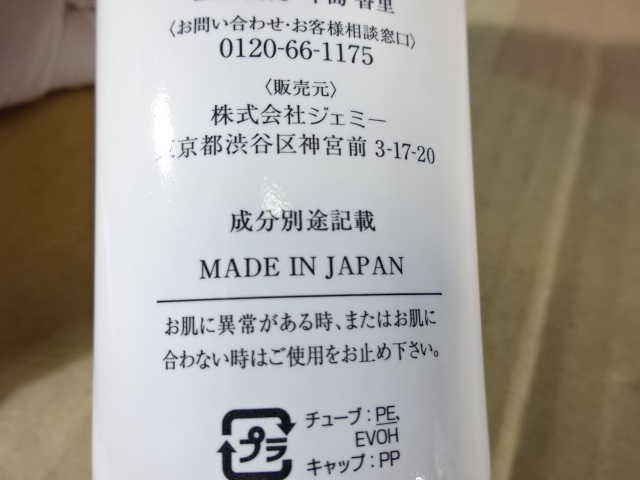 香里
〈お問い合わせ・お客様相談窓口〉
0120-66-1175
〈販売元〉
株式会社ジェミー
東京都渋谷区神宮前 3-17-20
成分別途記載
MADE IN JAPAN
お肌に異常がある時、またはお肌に
合わない時はご使用をお止め下さい。
プラ
チューブ:PE、
EVOH
キャップ:PP